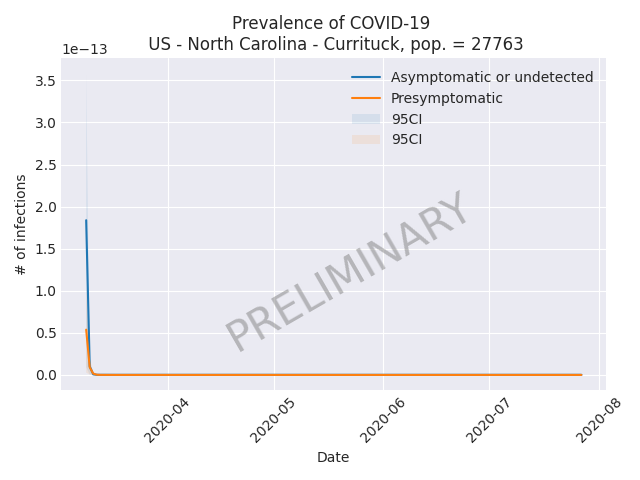 Prevalence of COVID-19
US - North Carolina - Currituck, pop. = 27763
1e−13
Asymptomatic or undetected
Presymptomatic
95CI
95CI
3.5
3.0
2.5
2.0
1.5
1.0
0.5
0.0
# of infections
PRELIMINARY
2020-04
2020-05
2020-06
2020-07
2020-08
Date